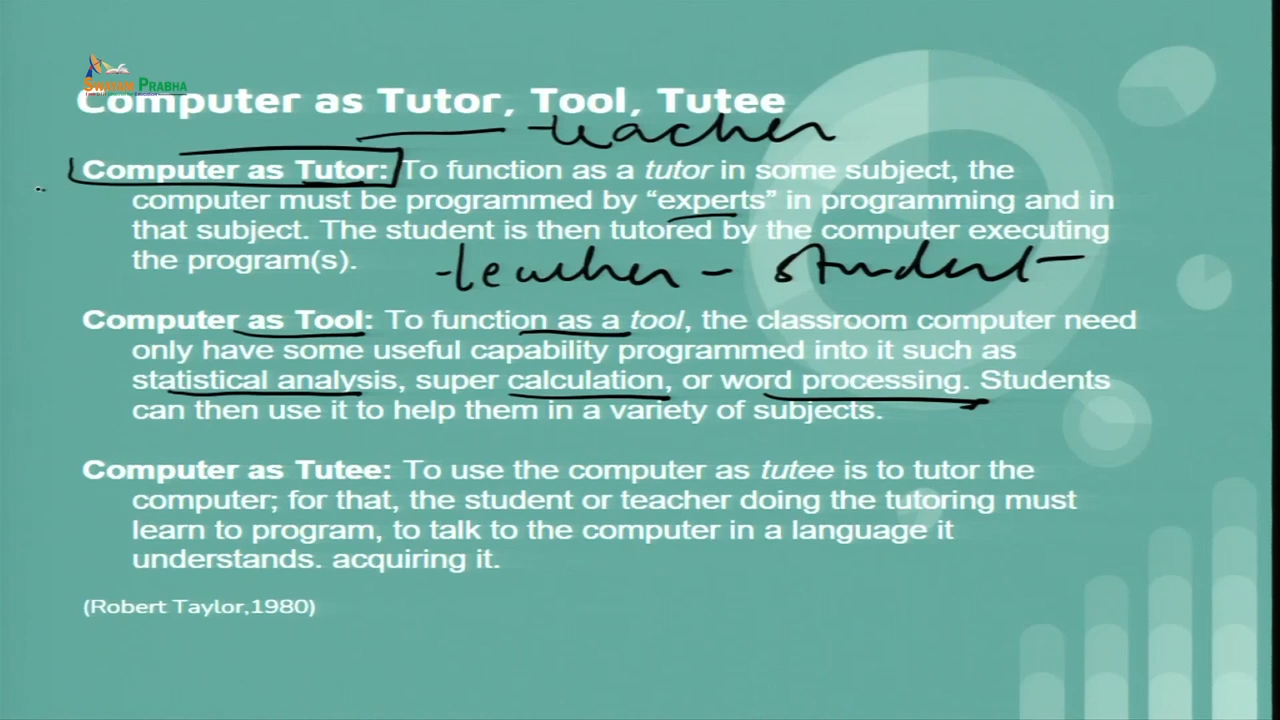 SWAYAM PRABHA
Computer as Tutor, Tool, Tutee
teacher
Computer as Tutor: To function as a tutor in some subject, the
computer must be programmed by “experts” in programming and in
that subject. The student is then tutored by the computer executing
the program(s).
teacher - student
Computer as Tool: To function as a tool, the classroom computer need
only have some useful capability programmed into it such as
statistical analysis, super calculation, or word processing. Students
can then use it to help them in a variety of subjects.
Computer as Tutee: To use the computer as tutee is to tutor the
computer; for that, the student or teacher doing the tutoring must
learn to program, to talk to the computer in a language it
understands. acquiring it.
(Robert Taylor,1980)